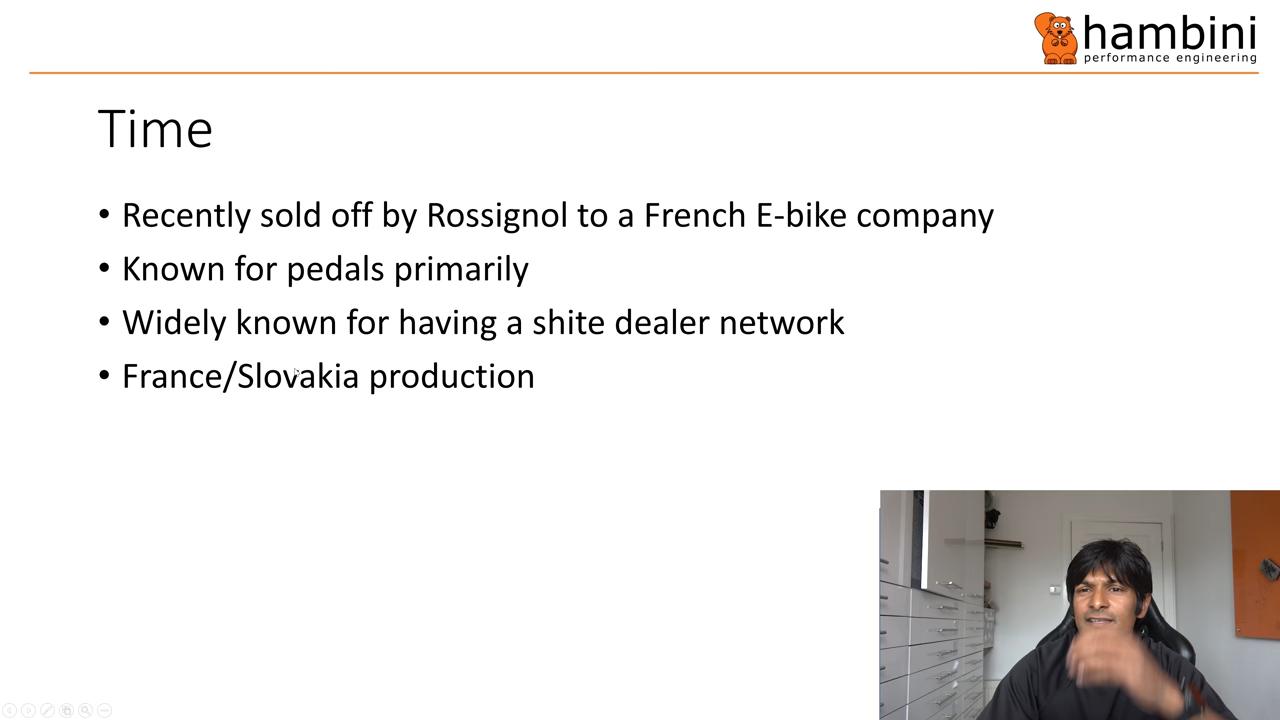 hambini
performance engineering
Time
• Recently sold off by Rossignol to a French E-bike company
• Known for pedals primarily
• Widely known for having a shite dealer network
• France/Slovakia production